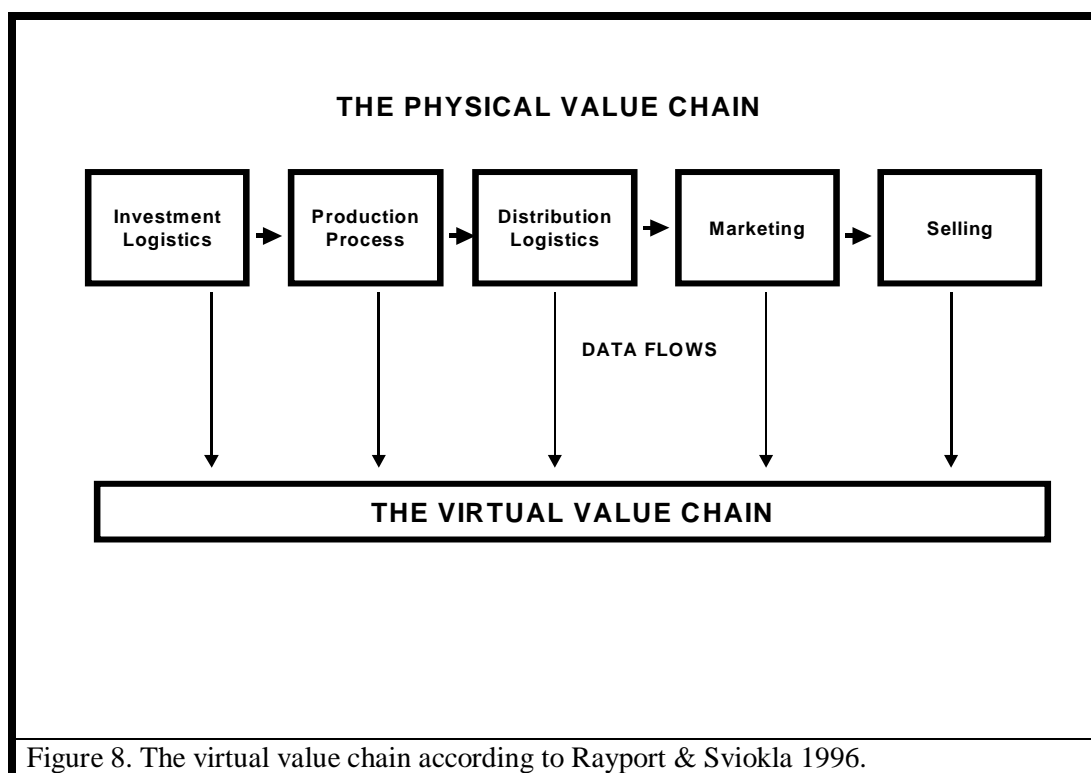 THE PHYSICAL VALUE CHAIN
Investment
Logistics
Production
Process
Distribution
Logistics
Marketing
Selling
DATA FLOWS
THE VIRTUAL VALUE CHAIN
Figure 8. The virtual value chain according to Rayport & Sviokla 1996.